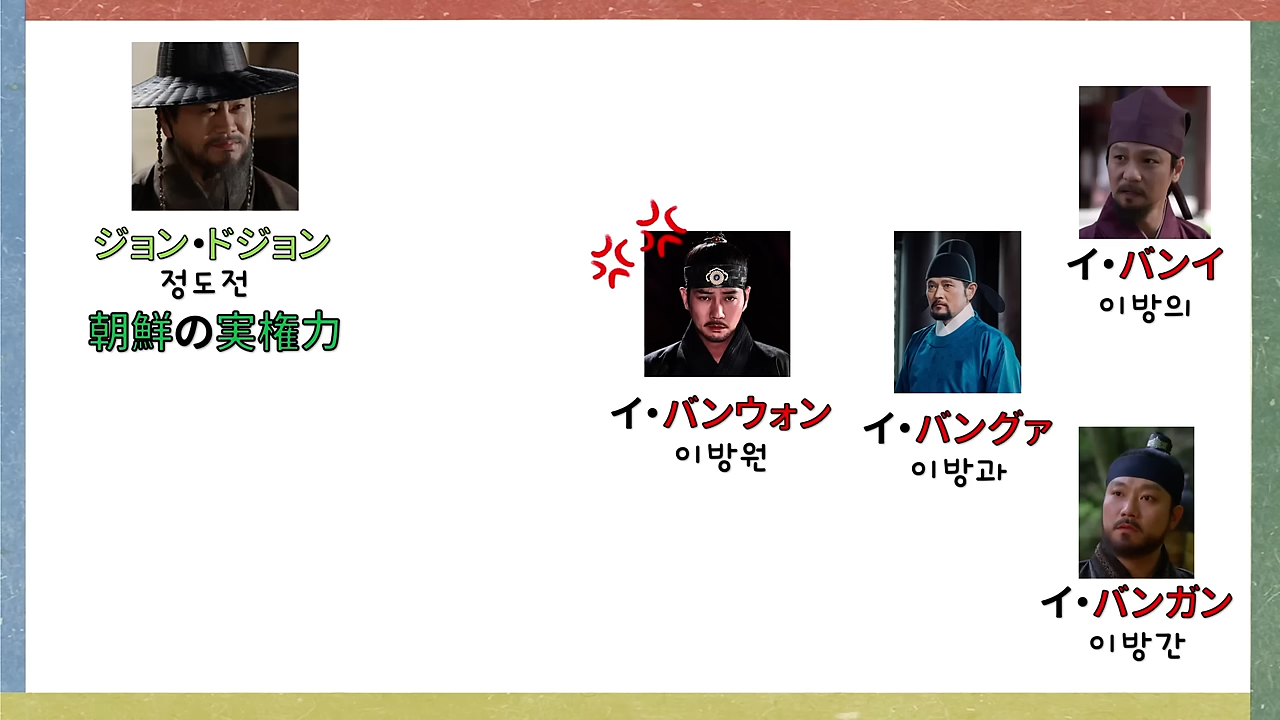 ジョン・ドジョン
정도전
朝鮮の実権力
イ・バンウォン
이방원
イ・バングァ
이방과
イ・バンイ
이방의
イ・バンガン
이방간